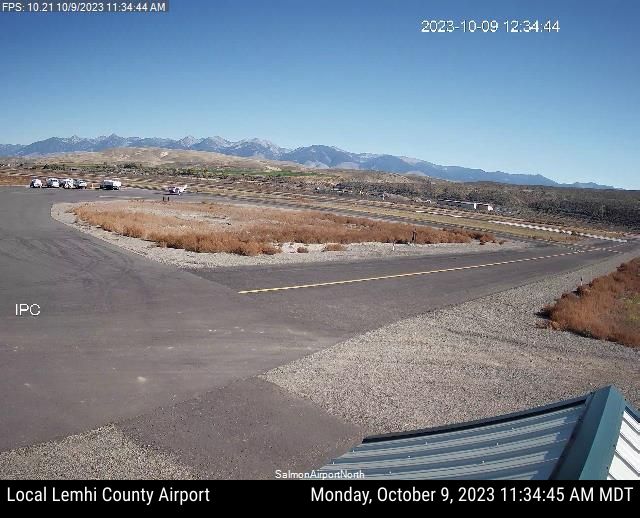 FPS: 10.21 10/9/2023 11:34:44 AM
2023-10-09 12:34:44
IPC
SalmonAirportNorth
Local Lemhi County Airport
Monday, October 9, 2023 11:34:45 AM MDT